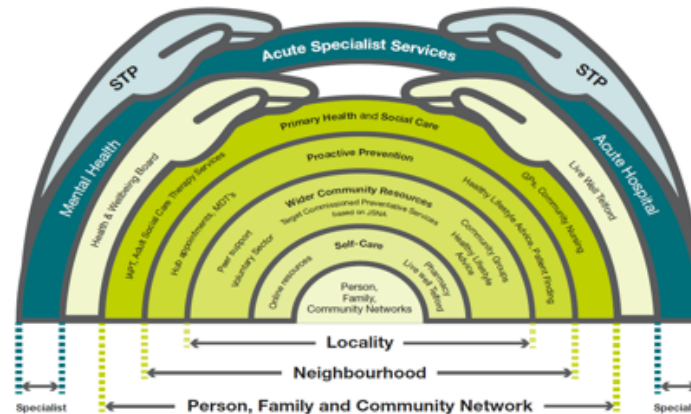 STP
STP
Acute Specialist Services
Mental Health
Acute Hospital
Health & Wellbeing Board
Live Well Telford
Primary Health and Social Care
IAPT, Adult Social Care Therapy Services
GPs, Community Nursing
Proactive Prevention
Hub appointments, MDT's
Healthy Lifestyle Advice, Patient Finding
Wider Community Resources
Target Commissioned Preventative Services
based on JSNA
Peer support
Voluntary Sector
Community Groups
Healthy Lifestyle
Advice
Self-Care
Online resources
Pharmacy
Live well Telford
Person,
Family,
Community Networks
Locality
Neighbourhood
Person, Family and Community Network
Specialist
Special